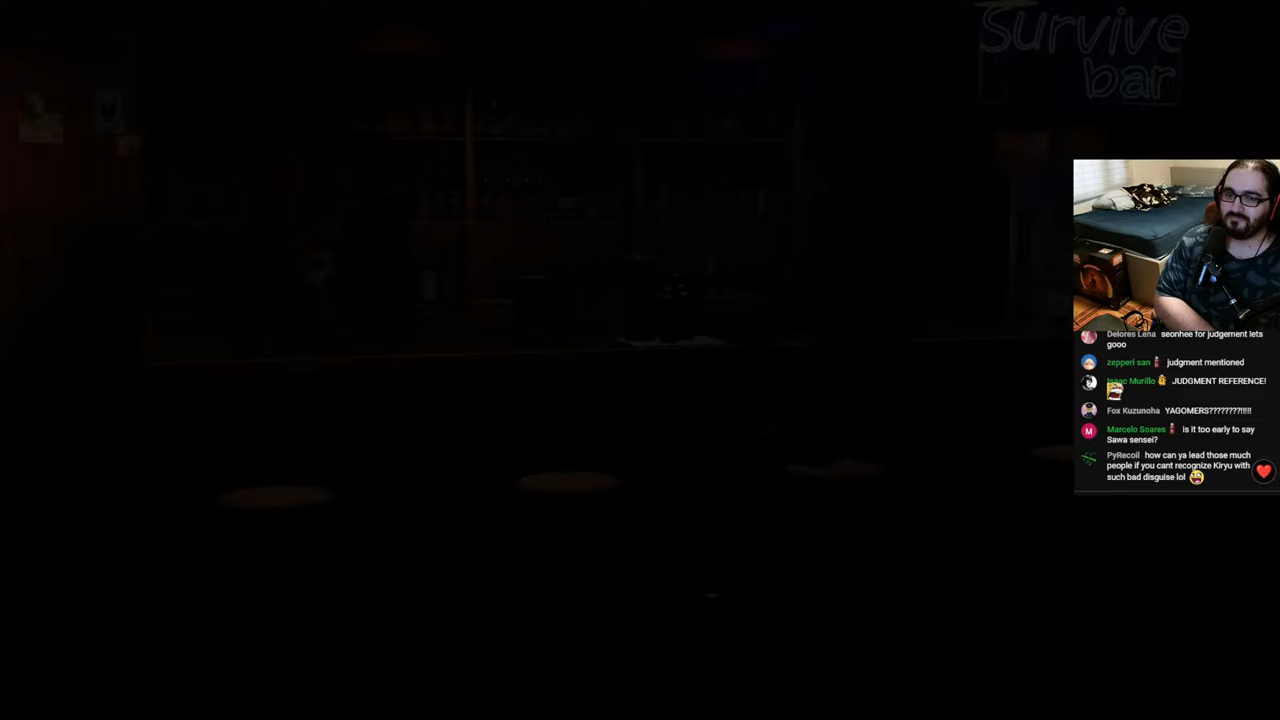 Survive
bar
Delores Lena seonhee for judgement lets
gooo
zepperi san judgment mentioned
Isaac Murillo JUDGMENT REFERENCE!
Fox Kuzunoha YAGOMERS????????!!!!!
M
Marcelo Soares is it too early to say
Sawa sensei?
PyRecoil how can ya lead those much
people if you cant recognize Kiryu with
such bad disguise lol